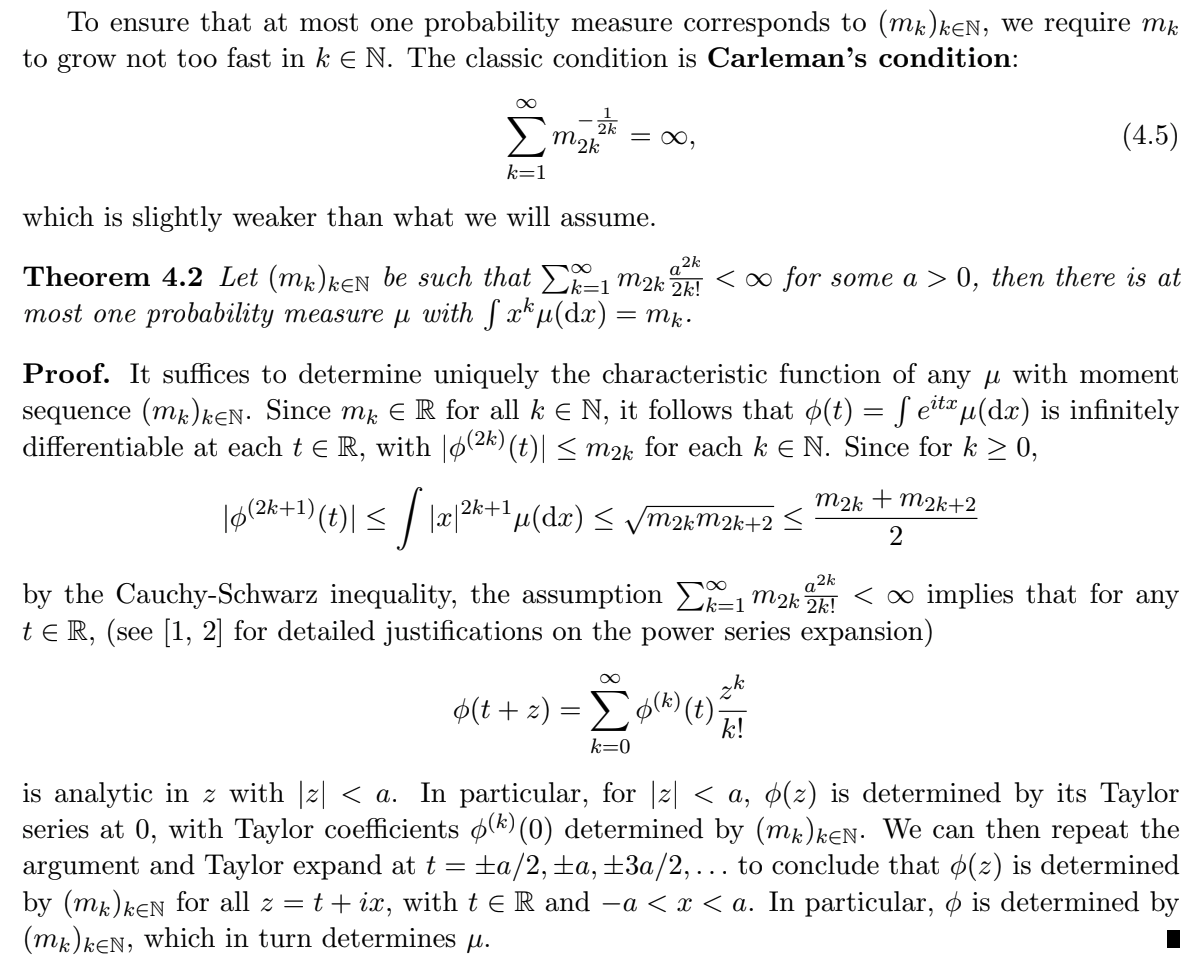 To ensure that at most one probability measure corresponds to $(m_k)_{k\in\mathbb{N}}$, we require $m_k$
to grow not too fast in $k \in \mathbb{N}$. The classic condition is **Carleman's condition**:
$$\sum_{k=1}^{\infty} m_{2k}^{-\frac{1}{2k}} = \infty, \qquad (4.5)$$
which is slightly weaker than what we will assume.
**Theorem 4.2** *Let $(m_k)_{k\in\mathbb{N}}$ be such that $\sum_{k=1}^{\infty} m_{2k}\frac{a^{2k}}{2k!} < \infty$ for some $a > 0$, then there is at*
*most one probability measure $\mu$ with $\int x^k \mu(\mathrm{d}x) = m_k$.*
**Proof.** It suffices to determine uniquely the characteristic function of any $\mu$ with moment
sequence $(m_k)_{k\in\mathbb{N}}$. Since $m_k \in \mathbb{R}$ for all $k \in \mathbb{N}$, it follows that $\phi(t) = \int e^{itx}\mu(\mathrm{d}x)$ is infinitely
differentiable at each $t \in \mathbb{R}$, with $|\phi^{(2k)}(t)| \leq m_{2k}$ for each $k \in \mathbb{N}$. Since for $k \geq 0$,
$$|\phi^{(2k+1)}(t)| \leq \int |x|^{2k+1}\mu(\mathrm{d}x) \leq \sqrt{m_{2k}m_{2k+2}} \leq \frac{m_{2k} + m_{2k+2}}{2}$$
by the Cauchy-Schwarz inequality, the assumption $\sum_{k=1}^{\infty} m_{2k}\frac{a^{2k}}{2k!} < \infty$ implies that for any
$t \in \mathbb{R}$, (see [1, 2] for detailed justifications on the power series expansion)
$$\phi(t + z) = \sum_{k=0}^{\infty} \phi^{(k)}(t)\frac{z^k}{k!}$$
is analytic in $z$ with $|z| < a$. In particular, for $|z| < a$, $\phi(z)$ is determined by its Taylor
series at 0, with Taylor coefficients $\phi^{(k)}(0)$ determined by $(m_k)_{k\in\mathbb{N}}$. We can then repeat the
argument and Taylor expand at $t = \pm a/2, \pm a, \pm 3a/2, \ldots$ to conclude that $\phi(z)$ is determined
by $(m_k)_{k\in\mathbb{N}}$ for all $z = t + ix$, with $t \in \mathbb{R}$ and $-a < x < a$. In particular, $\phi$ is determined by
$(m_k)_{k\in\mathbb{N}}$, which in turn determines $\mu$. ■